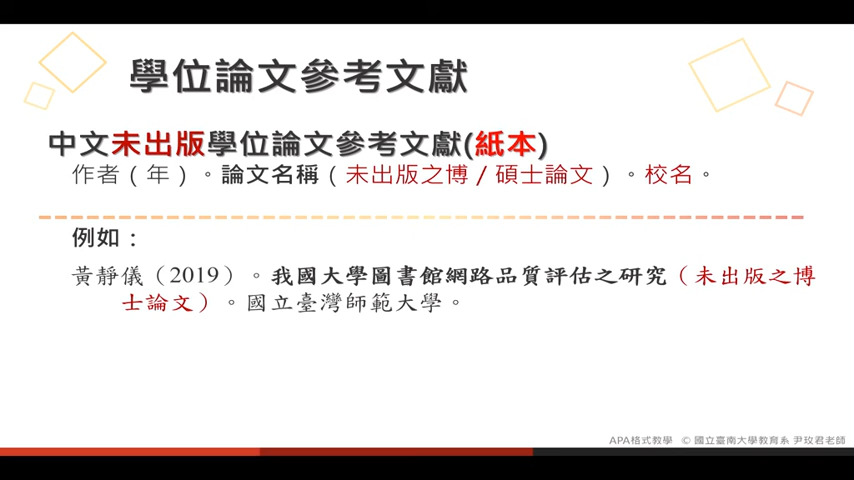 學位論文參考文獻
中文未出版學位論文參考文獻(紙本)
作者（年）。論文名稱（未出版之博／碩士論文）。校名。
例如：
黃靜儀（2019）。我國大學圖書館網路品質評估之研究（未出版之博
士論文）。國立臺灣師範大學。
APA格式教學 © 國立臺南大學教育系 尹玫君老師